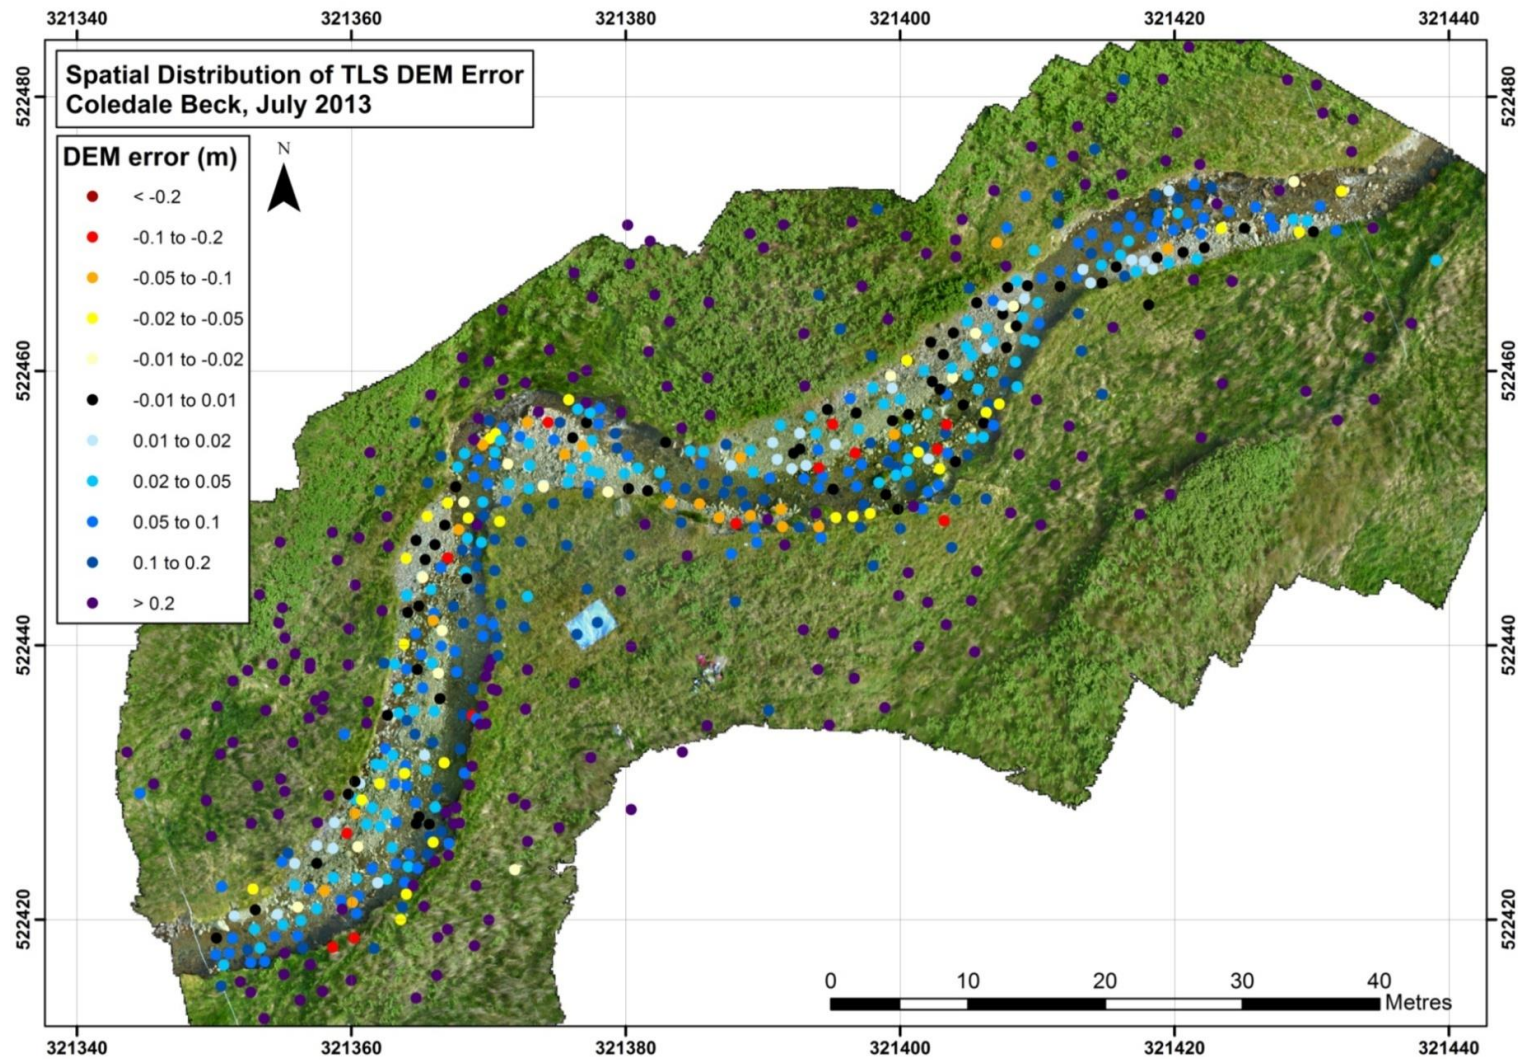 321340 321360 321380 321400 321420 321440
Spatial Distribution of TLS DEM Error
Coledale Beck, July 2013
522480 522480
DEM error (m)
N
< -0.2
-0.1 to -0.2
-0.05 to -0.1
-0.02 to -0.05
-0.01 to -0.02
-0.01 to 0.01
0.01 to 0.02
0.02 to 0.05
0.05 to 0.1
0.1 to 0.2
> 0.2
522460 522460
522440 522440
522420 522420
0 10 20 30 40
Metres
321340 321360 321380 321400 321420 321440